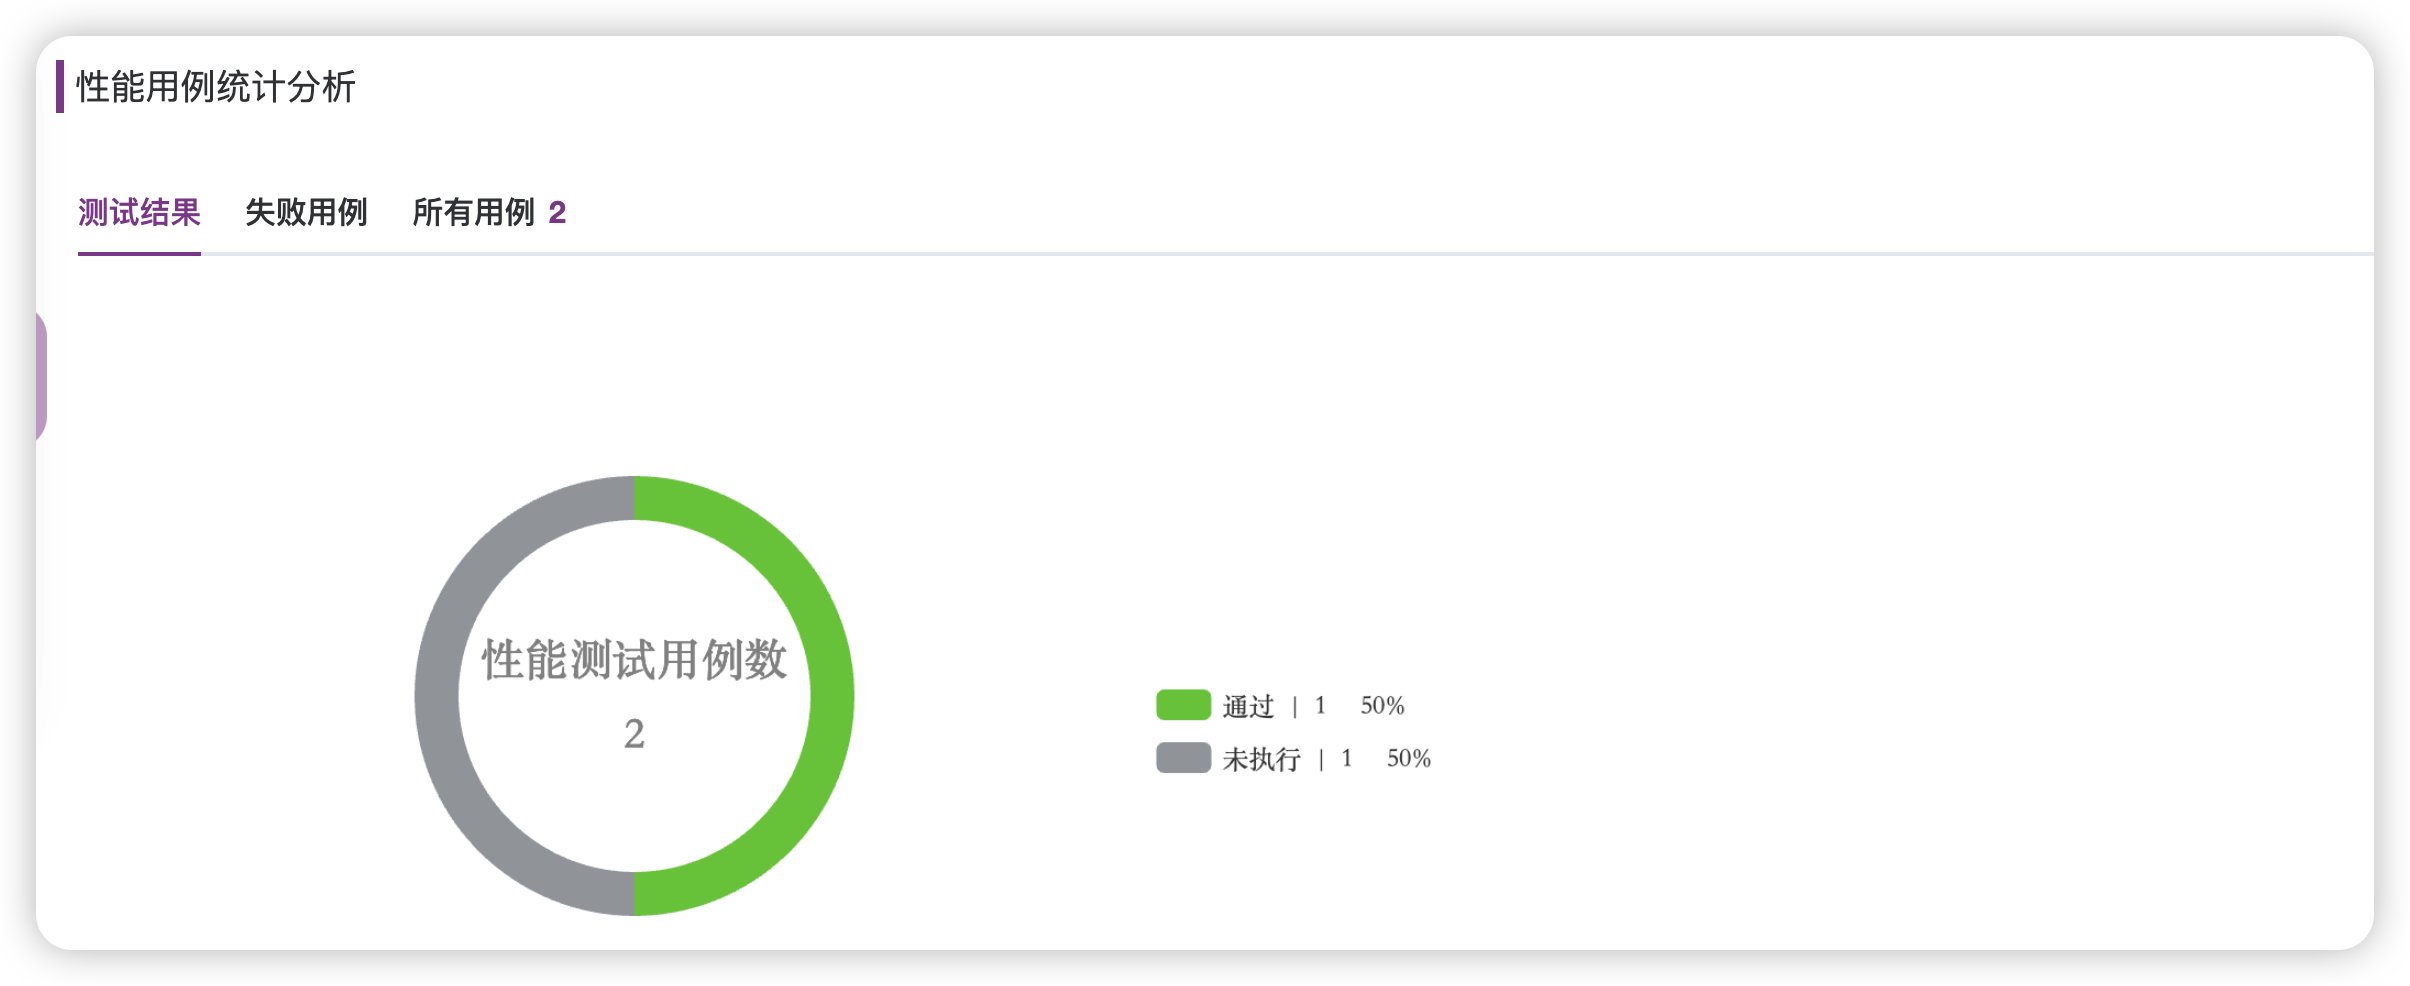 性能用例统计分析
测试结果 失败用例 所有用例 2
性能测试用例数
2
通过 | 1 50%
未执行 | 1 50%